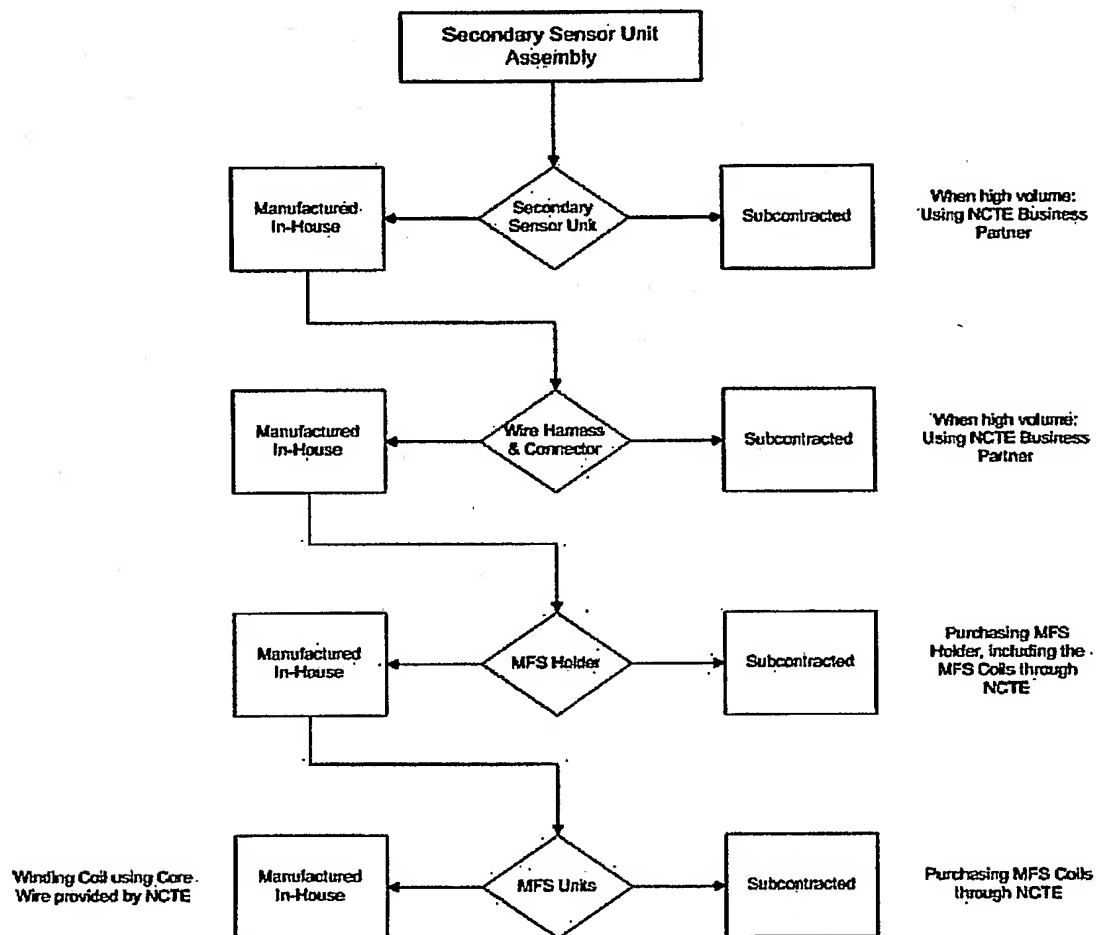 Secondary Sensor Unit
Assembly
Manufactured
In-House
Secondary
Sensor Unit
Subcontracted
When high volume:
Using NCTE Business
Partner
Manufactured
In-House
Wire Harness
& Connector
Subcontracted
When high volume:
Using NCTE Business
Partner
Manufactured
In-House
MFS Holder
Subcontracted
Purchasing MFS
Holder, including the
MFS Coils through
NCTE
Winding Coil using Core
Wire provided by NCTE
Manufactured
In-House
MFS Units
Subcontracted
Purchasing MFS Coils
through NCTE